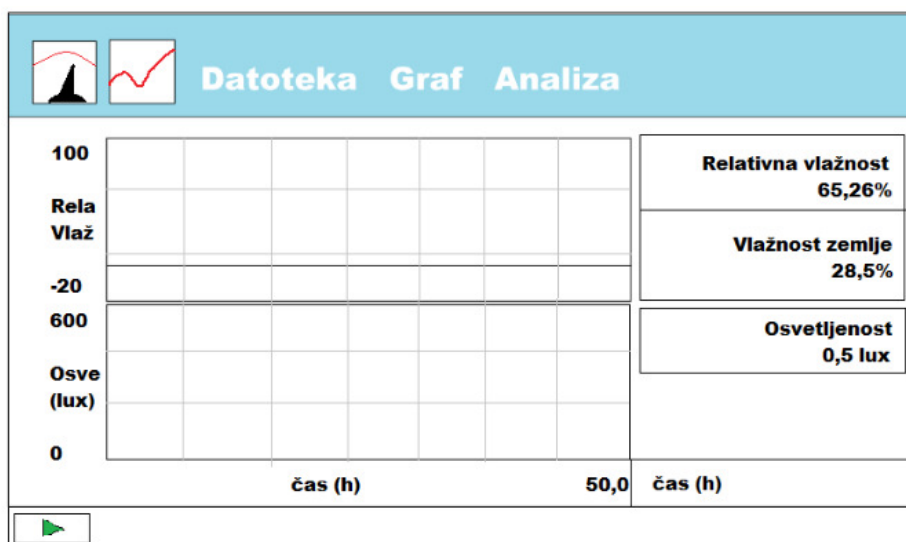 Datoteka Graf Analiza
100
Rela
Vlaž
-20
600
Osve
(lux)
0
čas (h)
50,0
Relativna vlažnost
65,26%
Vlažnost zemlje
28,5%
Osvetljenost
0,5 lux
čas (h)